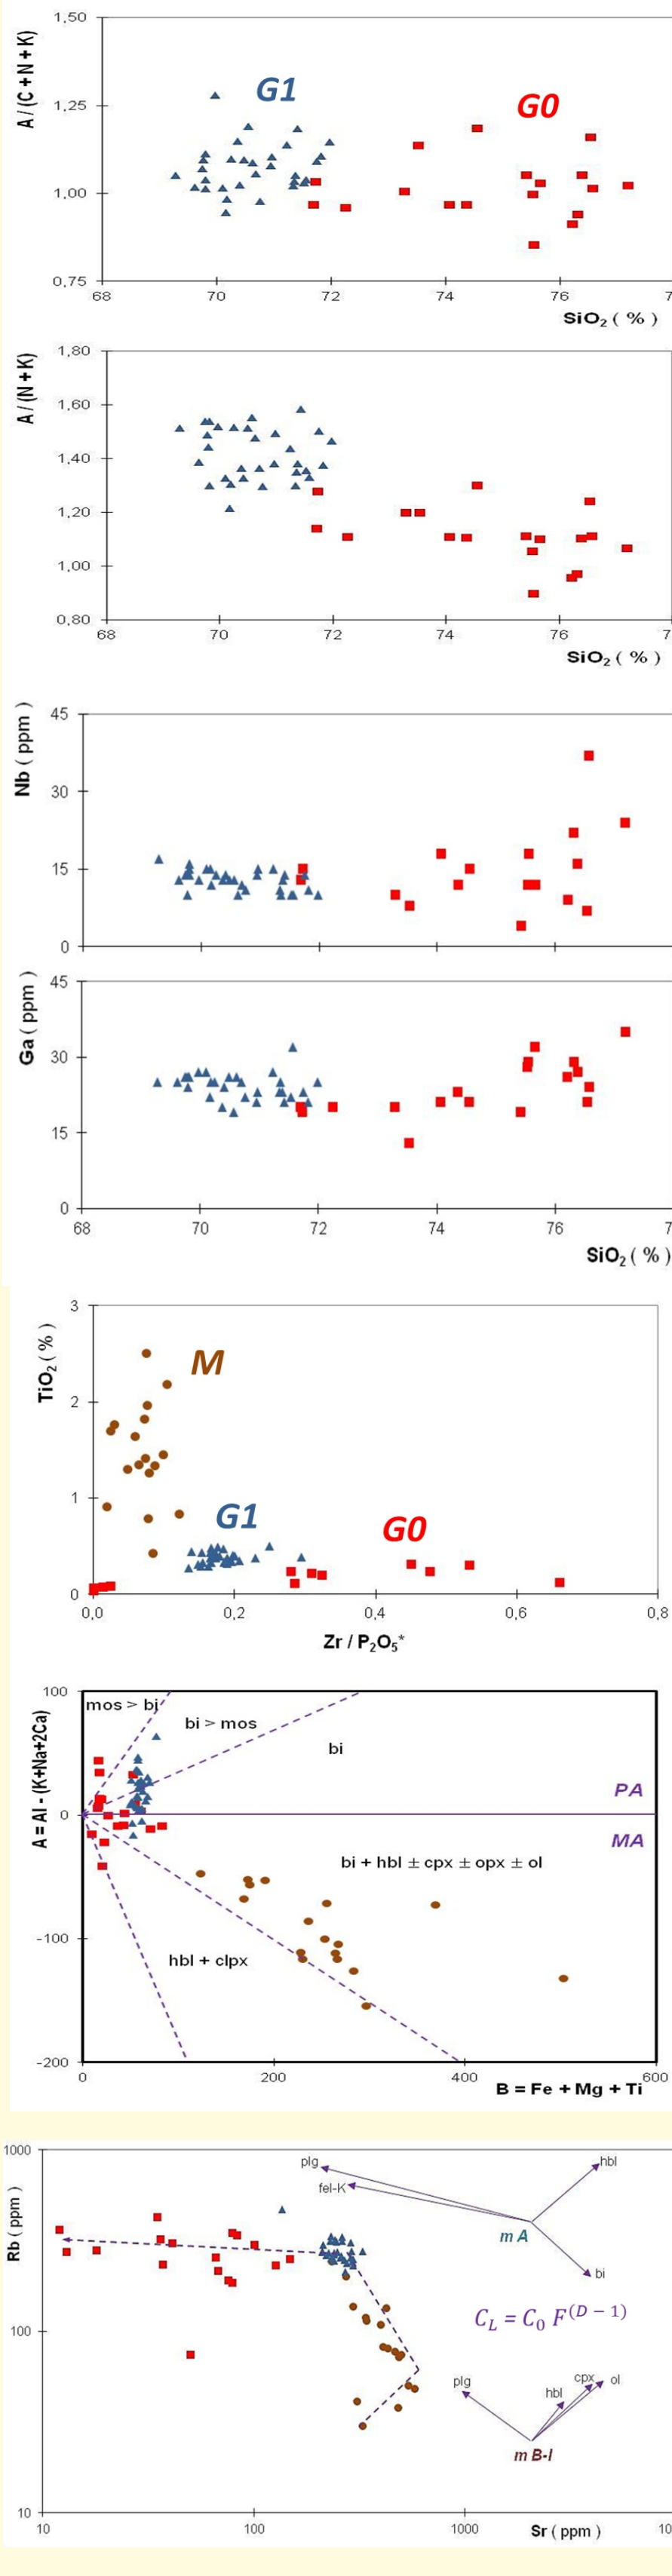 1,50
1,25
1,00
0,75
A / (C + N + K)
G1
G0
68
70
72
74
76
7
SiO2 ( % )
1,80
1,60
1,40
1,20
1,00
0,80
A / (N + K)
68
70
72
74
76
7
SiO2 ( % )
45
30
15
0
Nb ( ppm )
45
30
15
0
Ga ( ppm )
68
70
72
74
76
7
SiO2 ( % )
3
2
1
0
TiO2 ( % )
M
G1
G0
0,0
0,2
0,4
0,6
0,8
Zr / P2O5*
100
0
-100
-200
A = Al - (K+Na+2Ca)
mos > bi
bi > mos
bi
PA
MA
bi + hbl ± cpx ± opx ± ol
hbl + clpx
0
200
400
600
B = Fe + Mg + Ti
1000
100
10
Rb ( ppm )
plg
hbl
fel-K
m A
bi
CL = C0 F(D − 1)
plg
hbl
cpx
ol
m B-I
10
100
1000
10
Sr ( ppm )